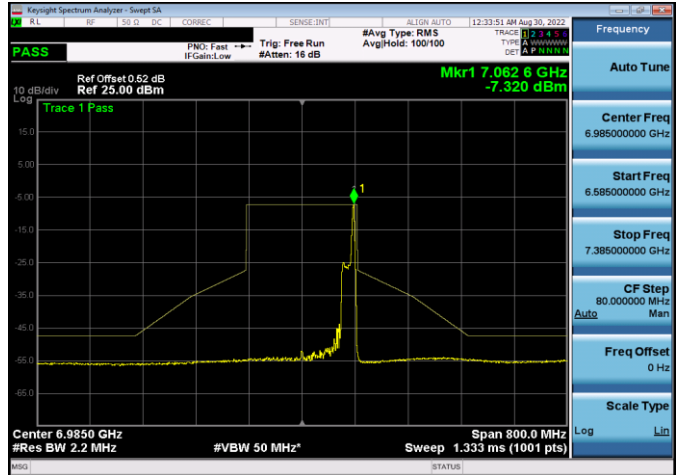 Keysight Spectrum Analyzer - Swept SA
RL RF 50 Ω DC CORREC SENSE:INT ALIGN AUTO 12:33:51 AM Aug 30, 2022
PASS
PNO: Fast
IFGain:Low
Trig: Free Run
#Atten: 16 dB
#Avg Type: RMS
Avg|Hold: 100/100
TRACE 1 2 3 4 5 6
TYPE A WWWWW
DET A P N N N N
Ref Offset 0.52 dB
10 dB/div Ref 25.00 dBm
Mkr1 7.062 6 GHz
-7.320 dBm
Log
Trace 1 Pass
1
15.0
5.00
-5.00
-15.0
-25.0
-35.0
-45.0
-55.0
-65.0
Center 6.9850 GHz Span 800.0 MHz
#Res BW 2.2 MHz #VBW 50 MHz* Sweep 1.333 ms (1001 pts)
MSG STATUS
Frequency
Auto Tune
Center Freq
6.985000000 GHz
Start Freq
6.585000000 GHz
Stop Freq
7.385000000 GHz
CF Step
80.000000 MHz
Auto Man
Freq Offset
0 Hz
Scale Type
Log Lin